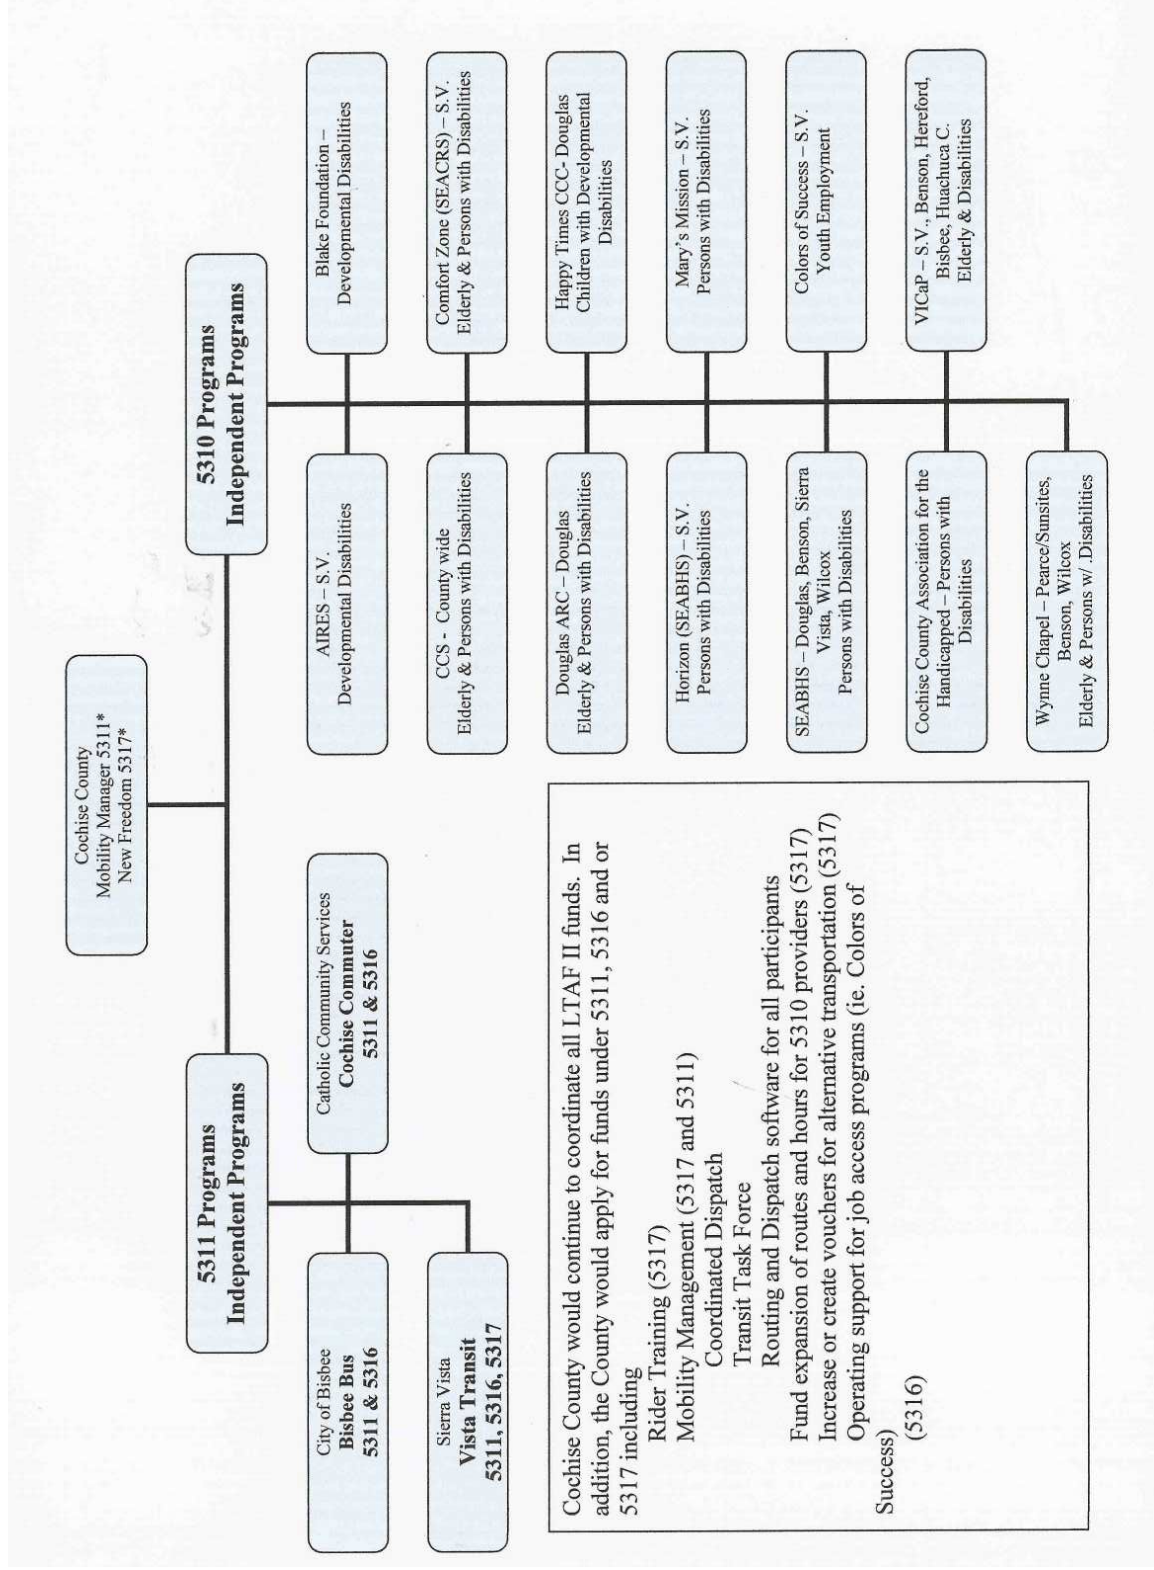 Cochise County
Mobility Manager 5311*
New Freedom 5317*
5311 Programs
Independent Programs
5310 Programs
Independent Programs
City of Bisbee
Bisbee Bus
5311 & 5316
Catholic Community Services
Cochise Commuter
5311 & 5316
Sierra Vista
Vista Transit
5311, 5316, 5317
AIRES – S.V.
Developmental Disabilities
Blake Foundation –
Developmental Disabilities
CCS - County wide
Elderly & Persons with Disabilities
Comfort Zone (SEACRS) – S.V.
Elderly & Persons with Disabilities
Douglas ARC – Douglas
Elderly & Persons with Disabilities
Happy Times CCC- Douglas
Children with Developmental
Disabilities
Horizon (SEABHS) – S.V.
Persons with Disabilities
Mary's Mission – S.V.
Persons with Disabilities
SEABHS – Douglas, Benson, Sierra
Vista, Wilcox
Persons with Disabilities
Colors of Success – S.V.
Youth Employment
Cochise County Association for the
Handicapped – Persons with
Disabilities
VICaP – S.V., Benson, Hereford,
Bisbee, Huachuca C.
Elderly & Disabilities
Wynne Chapel – Pearce/Sunsites,
Benson, Wilcox
Elderly & Persons w/ .Disabilities
Cochise County would continue to coordinate all LTAF II funds. In
addition, the County would apply for funds under 5311, 5316 and or
5317 including
Rider Training (5317)
Mobility Management (5317 and 5311)
Coordinated Dispatch
Transit Task Force
Routing and Dispatch software for all participants
Fund expansion of routes and hours for 5310 providers (5317)
Increase or create vouchers for alternative transportation (5317)
Operating support for job access programs (ie. Colors of
Success)
(5316)